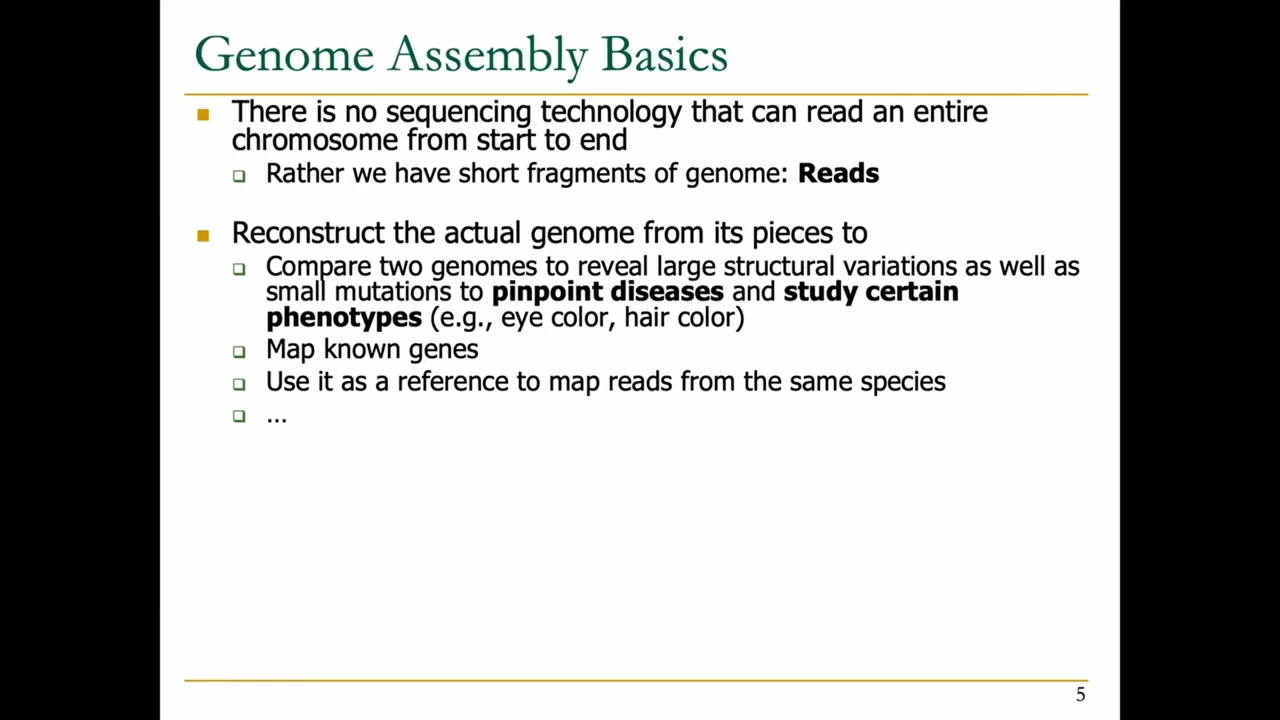 Genome Assembly Basics
There is no sequencing technology that can read an entire
chromosome from start to end
Rather we have short fragments of genome: Reads
Reconstruct the actual genome from its pieces to
Compare two genomes to reveal large structural variations as well as
small mutations to pinpoint diseases and study certain
phenotypes (e.g., eye color, hair color)
Map known genes
Use it as a reference to map reads from the same species
...
5